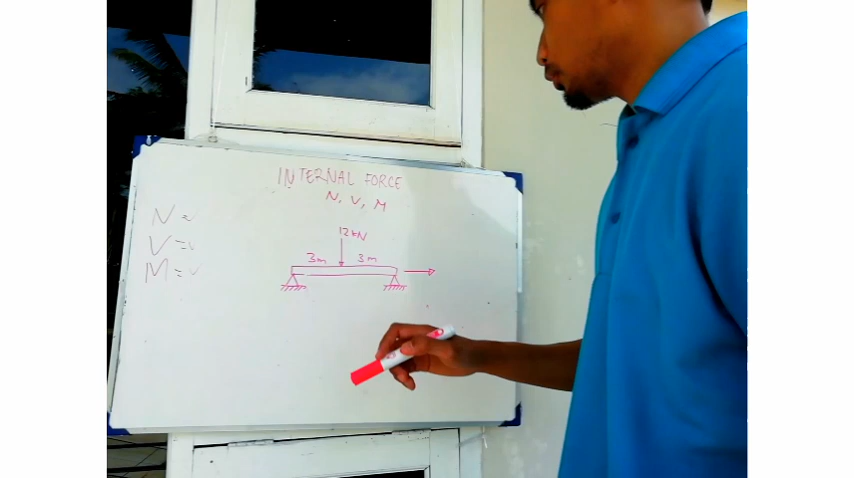 INTERNAL FORCE
N, V, M
N =
V =
M =
12 kN
3m 3m